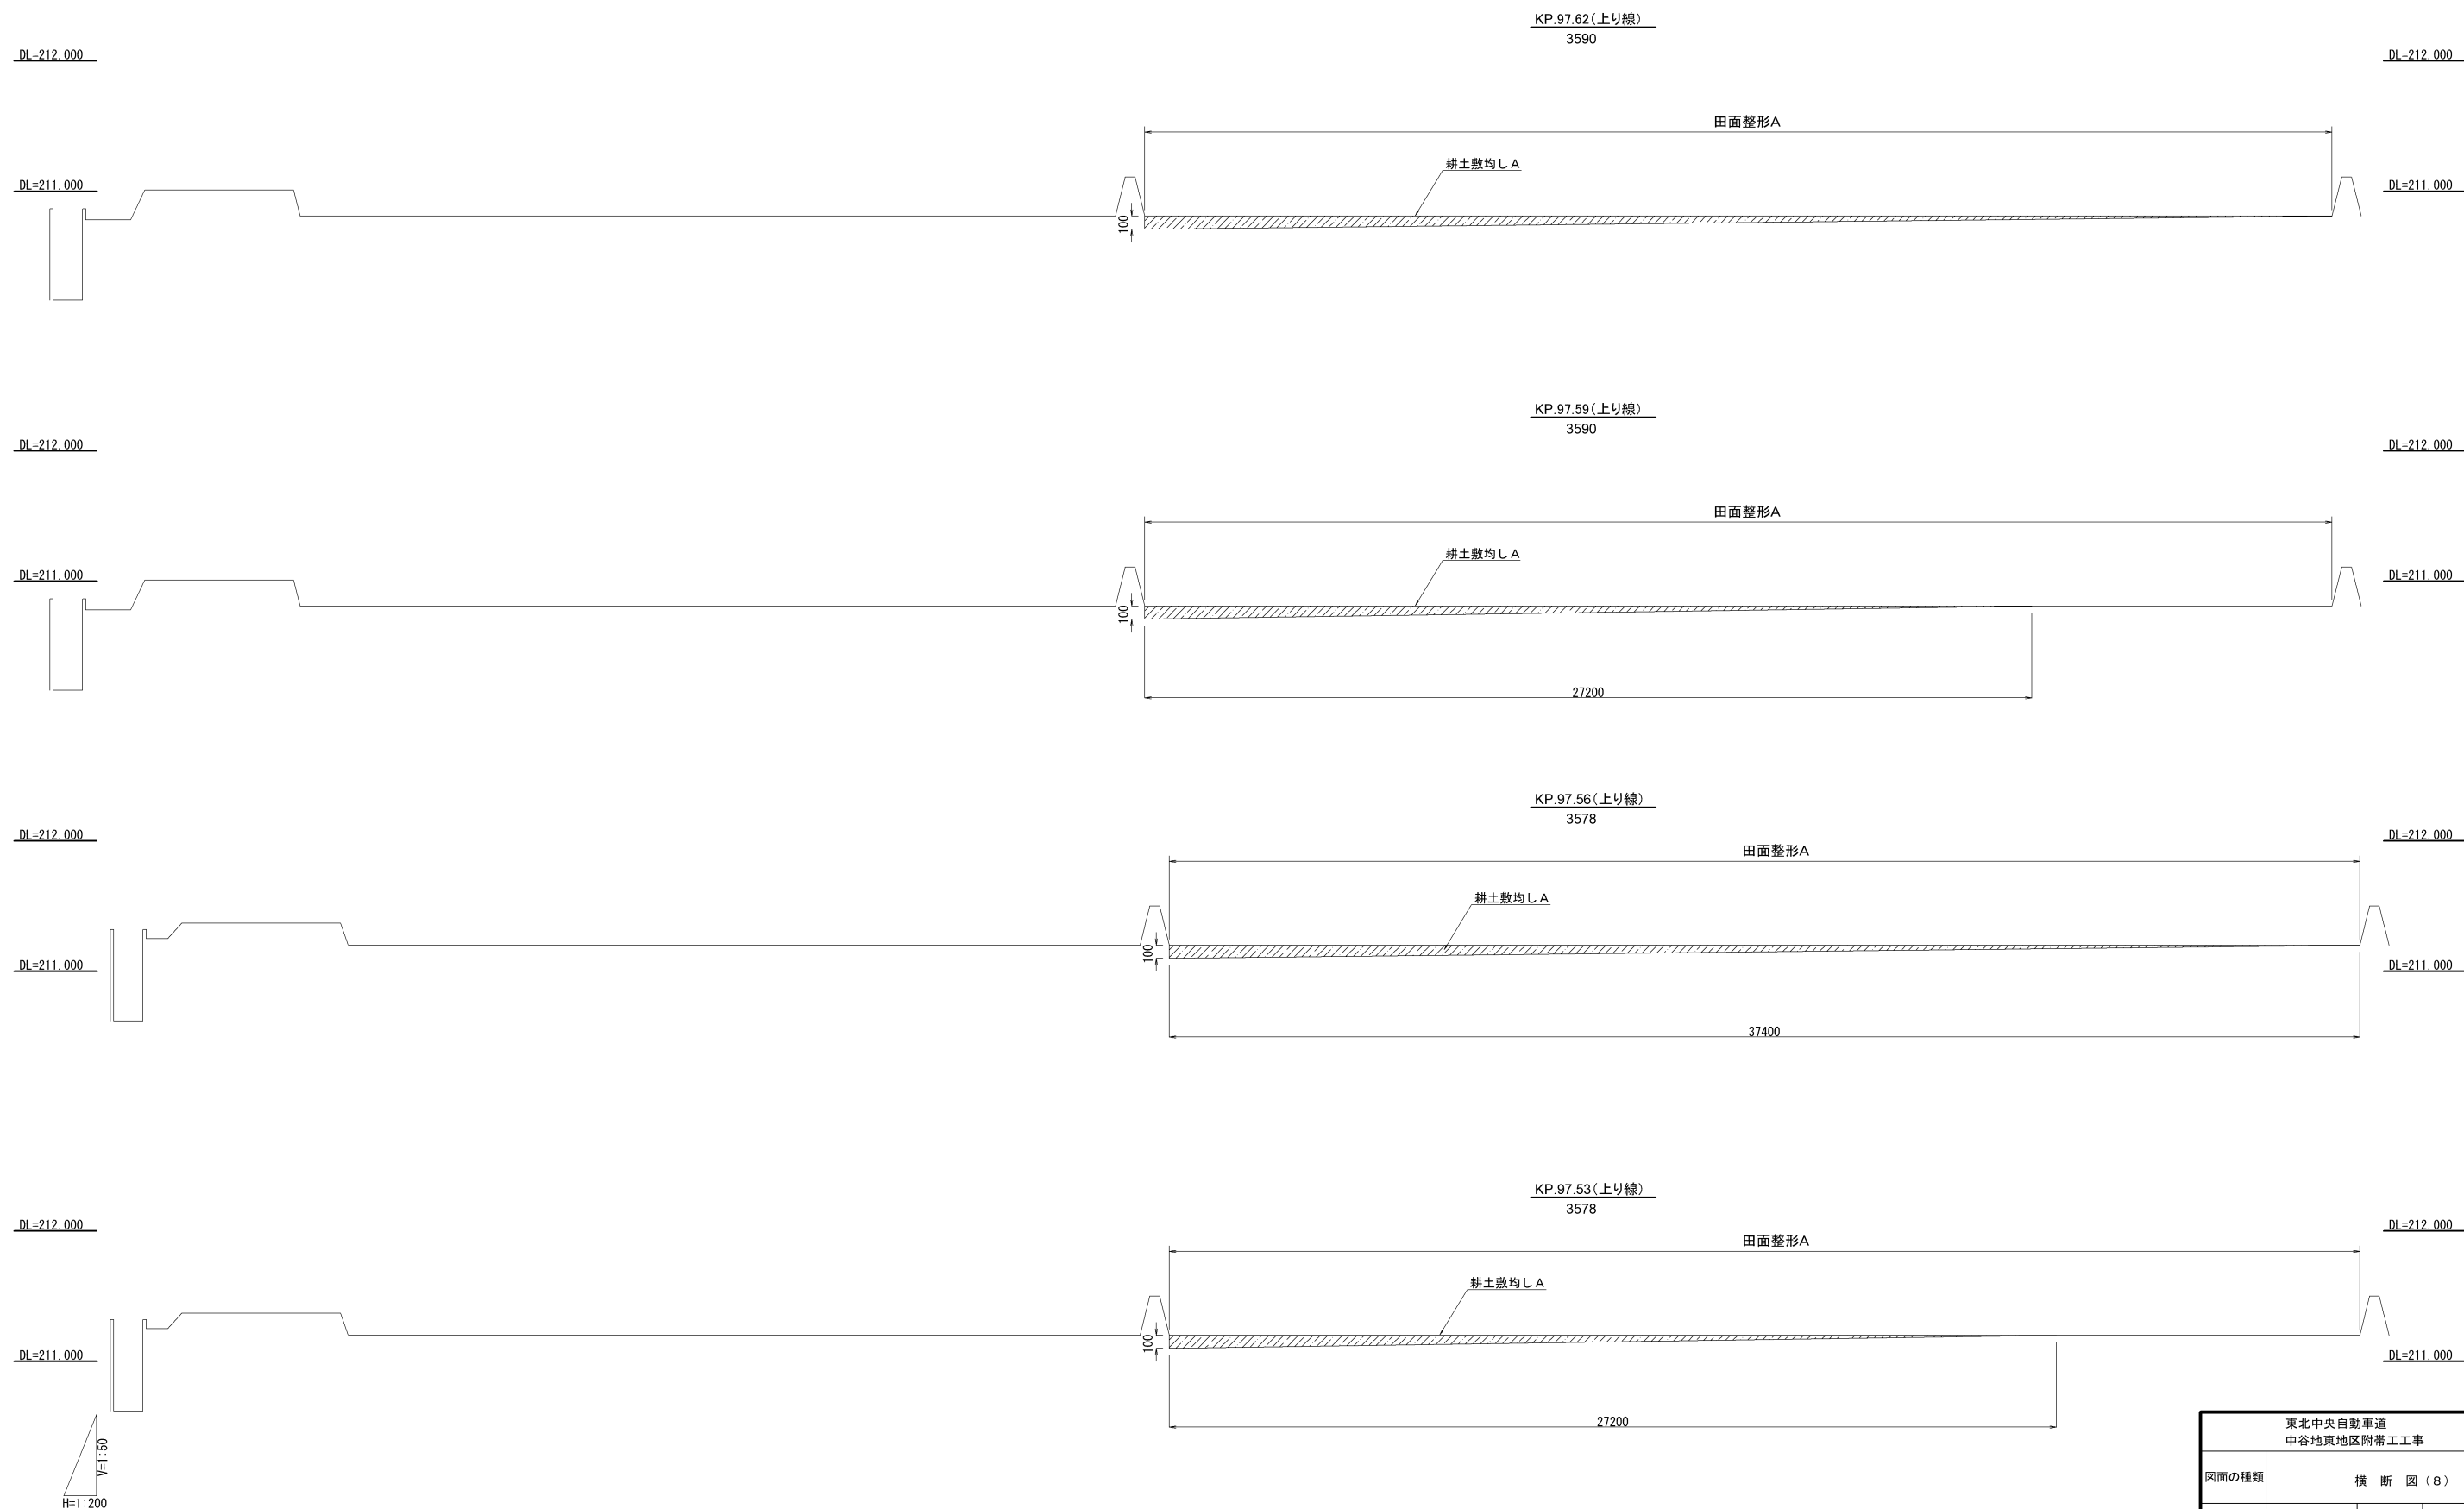 KP.97.62(上り線)
3590
DL=212.000
DL=212.000
田面整形A
耕土敷均しA
DL=211.000
DL=211.000
100
KP.97.59(上り線)
3590
DL=212.000
DL=212.000
田面整形A
耕土敷均しA
DL=211.000
DL=211.000
100
27200
KP.97.56(上り線)
3578
DL=212.000
DL=212.000
田面整形A
耕土敷均しA
100
DL=211.000
DL=211.000
37400
KP.97.53(上り線)
3578
DL=212.000
DL=212.000
田面整形A
耕土敷均しA
100
DL=211.000
DL=211.000
27200
V=1:50
H=1:200
東北中央自動車道
中谷地東地区附帯工工事
図面の種類
横 断 図 (8)